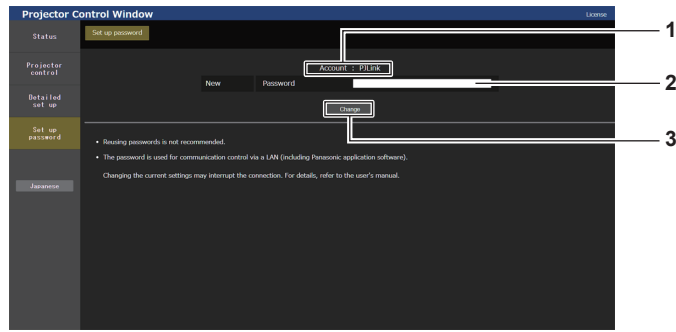 Projector Control Window
License
Status
Set up password
1
Projector
control
Account : PJLink
New Password
2
Detailed
set up
Change
3
Set up
password
• Reusing passwords is not recommended.
• The password is used for communication control via a LAN (including Panasonic application software).
Changing the current settings may interrupt the connection. For details, refer to the user's manual.
Japanese